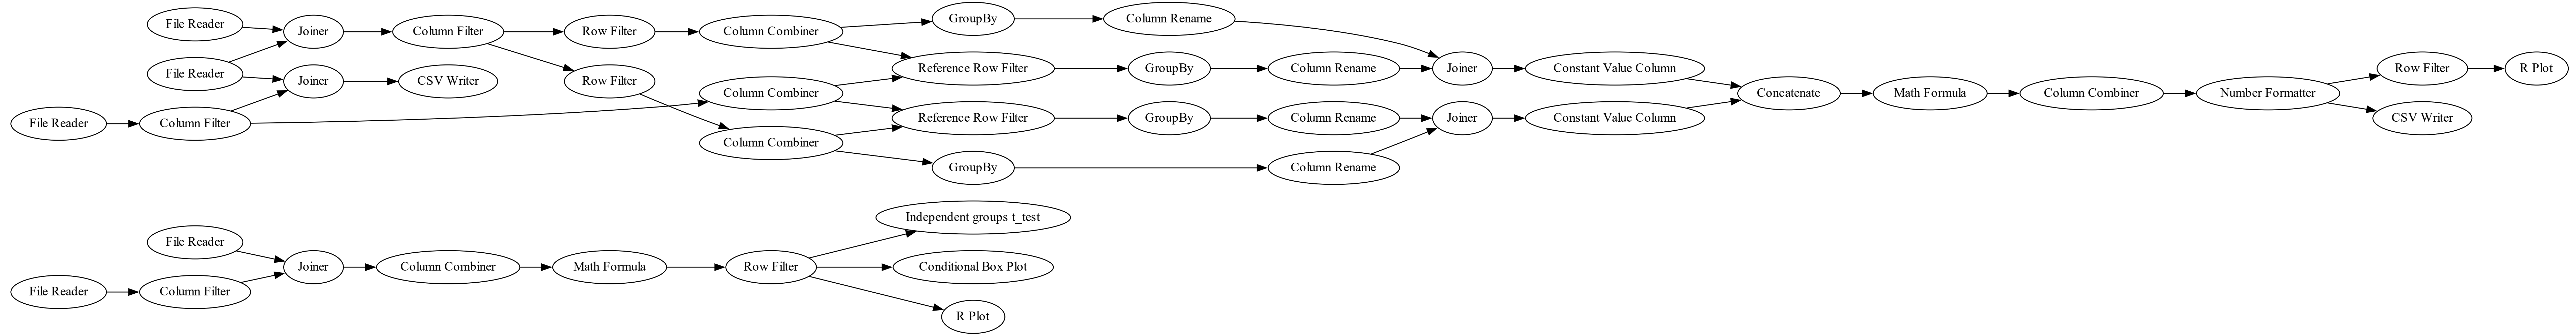 File Reader
GroupBy
Column Rename
Joiner
Column Filter
Row Filter
Column Combiner
File Reader
Reference Row Filter
GroupBy
Column Rename
Joiner
Constant Value Column
Row Filter
R Plot
Joiner
CSV Writer
Row Filter
Column Combiner
Concatenate
Math Formula
Column Combiner
Number Formatter
File Reader
Column Filter
Reference Row Filter
GroupBy
Column Rename
Joiner
Constant Value Column
CSV Writer
Column Combiner
GroupBy
Column Rename
Independent groups t_test
File Reader
Joiner
Column Combiner
Math Formula
Row Filter
Conditional Box Plot
File Reader
Column Filter
R Plot